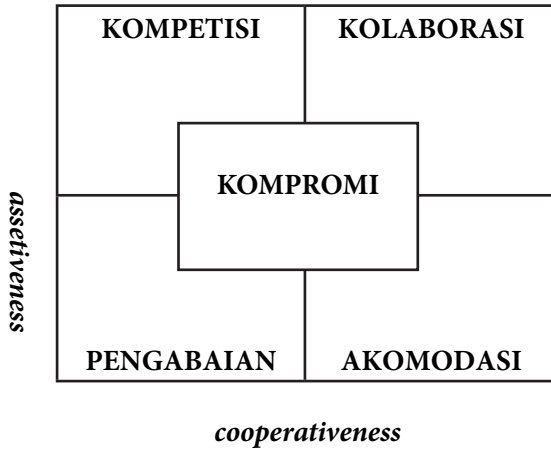 KOMPETISI
KOLABORASI
KOMPROMI
assetiveness
PENGABAIAN
AKOMODASI
cooperativeness